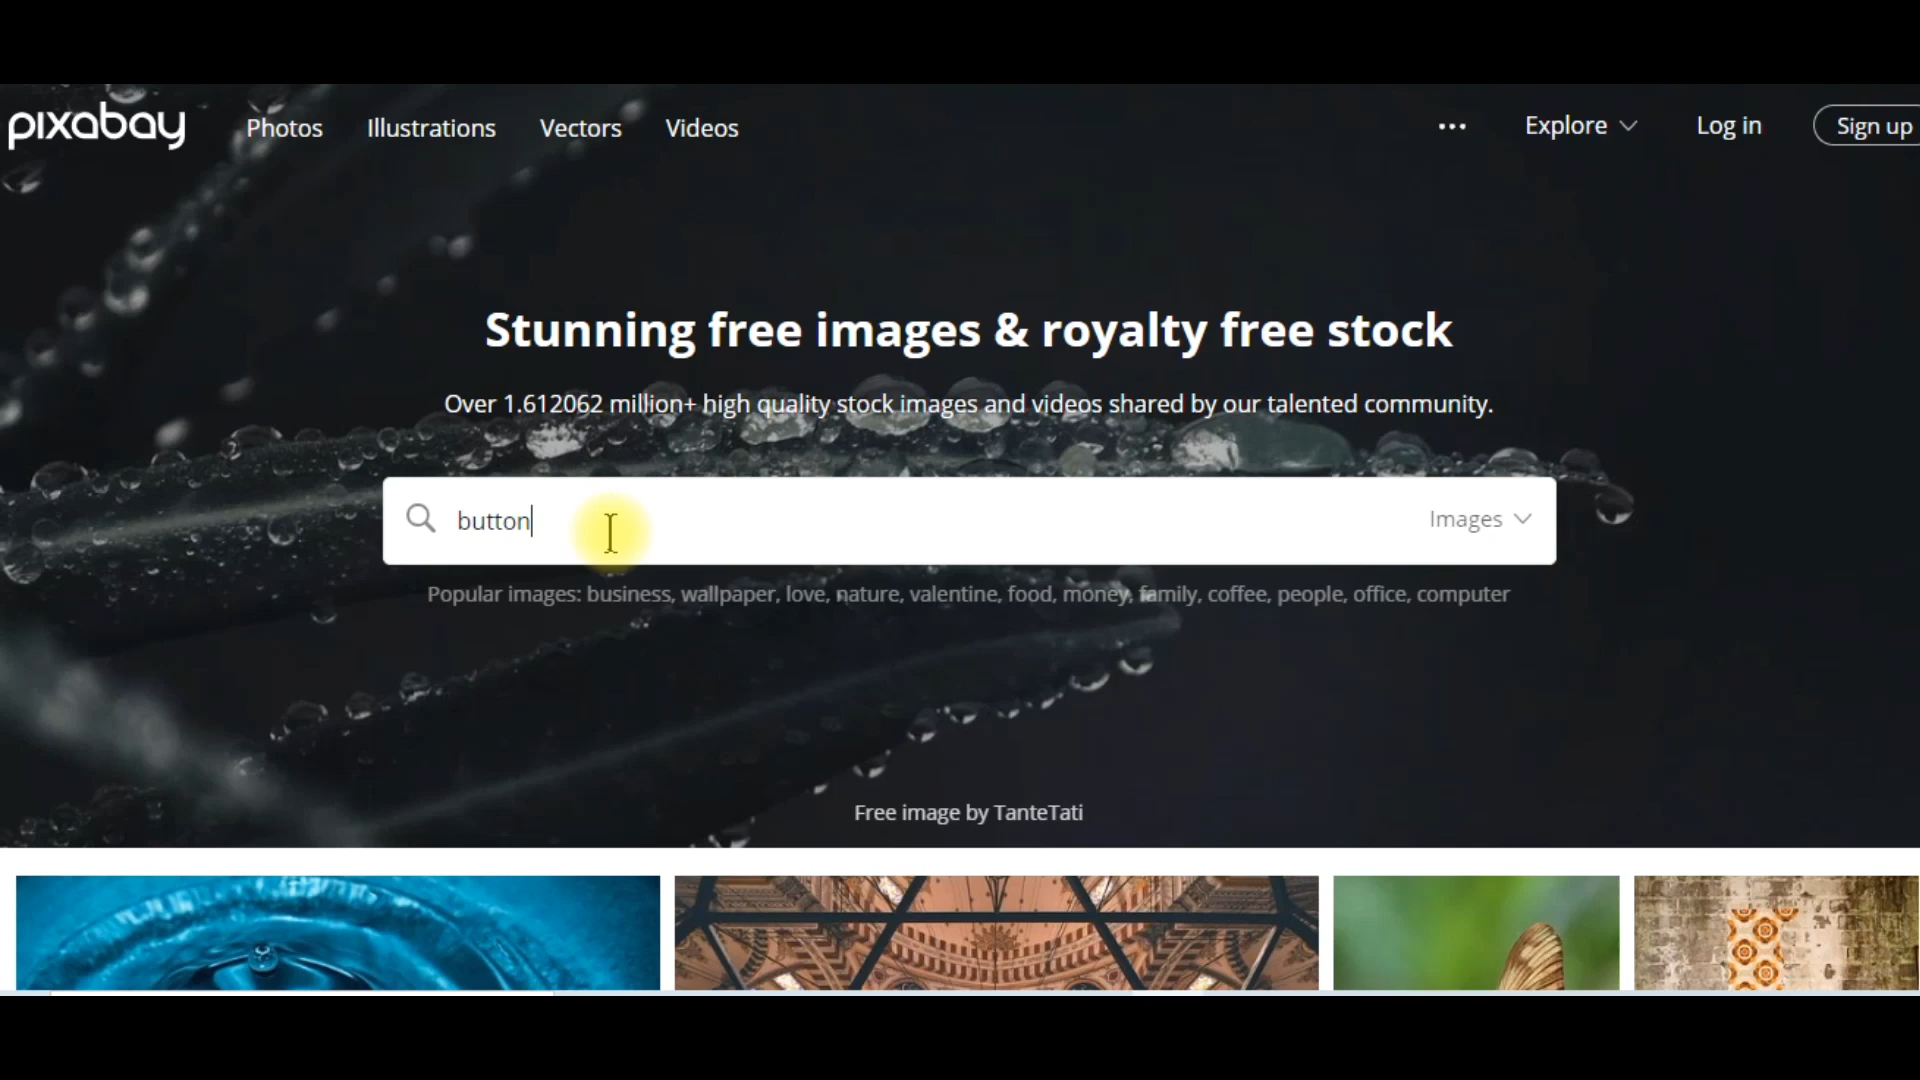 pixabay
Photos Illustrations Vectors Videos
••• Explore Log in Sign up
Stunning free images & royalty free stock
Over 1.612062 million+ high quality stock images and videos shared by our talented community.
button Images
Popular images: business, wallpaper, love, nature, valentine, food, money, family, coffee, people, office, computer
Free image by TanteTati